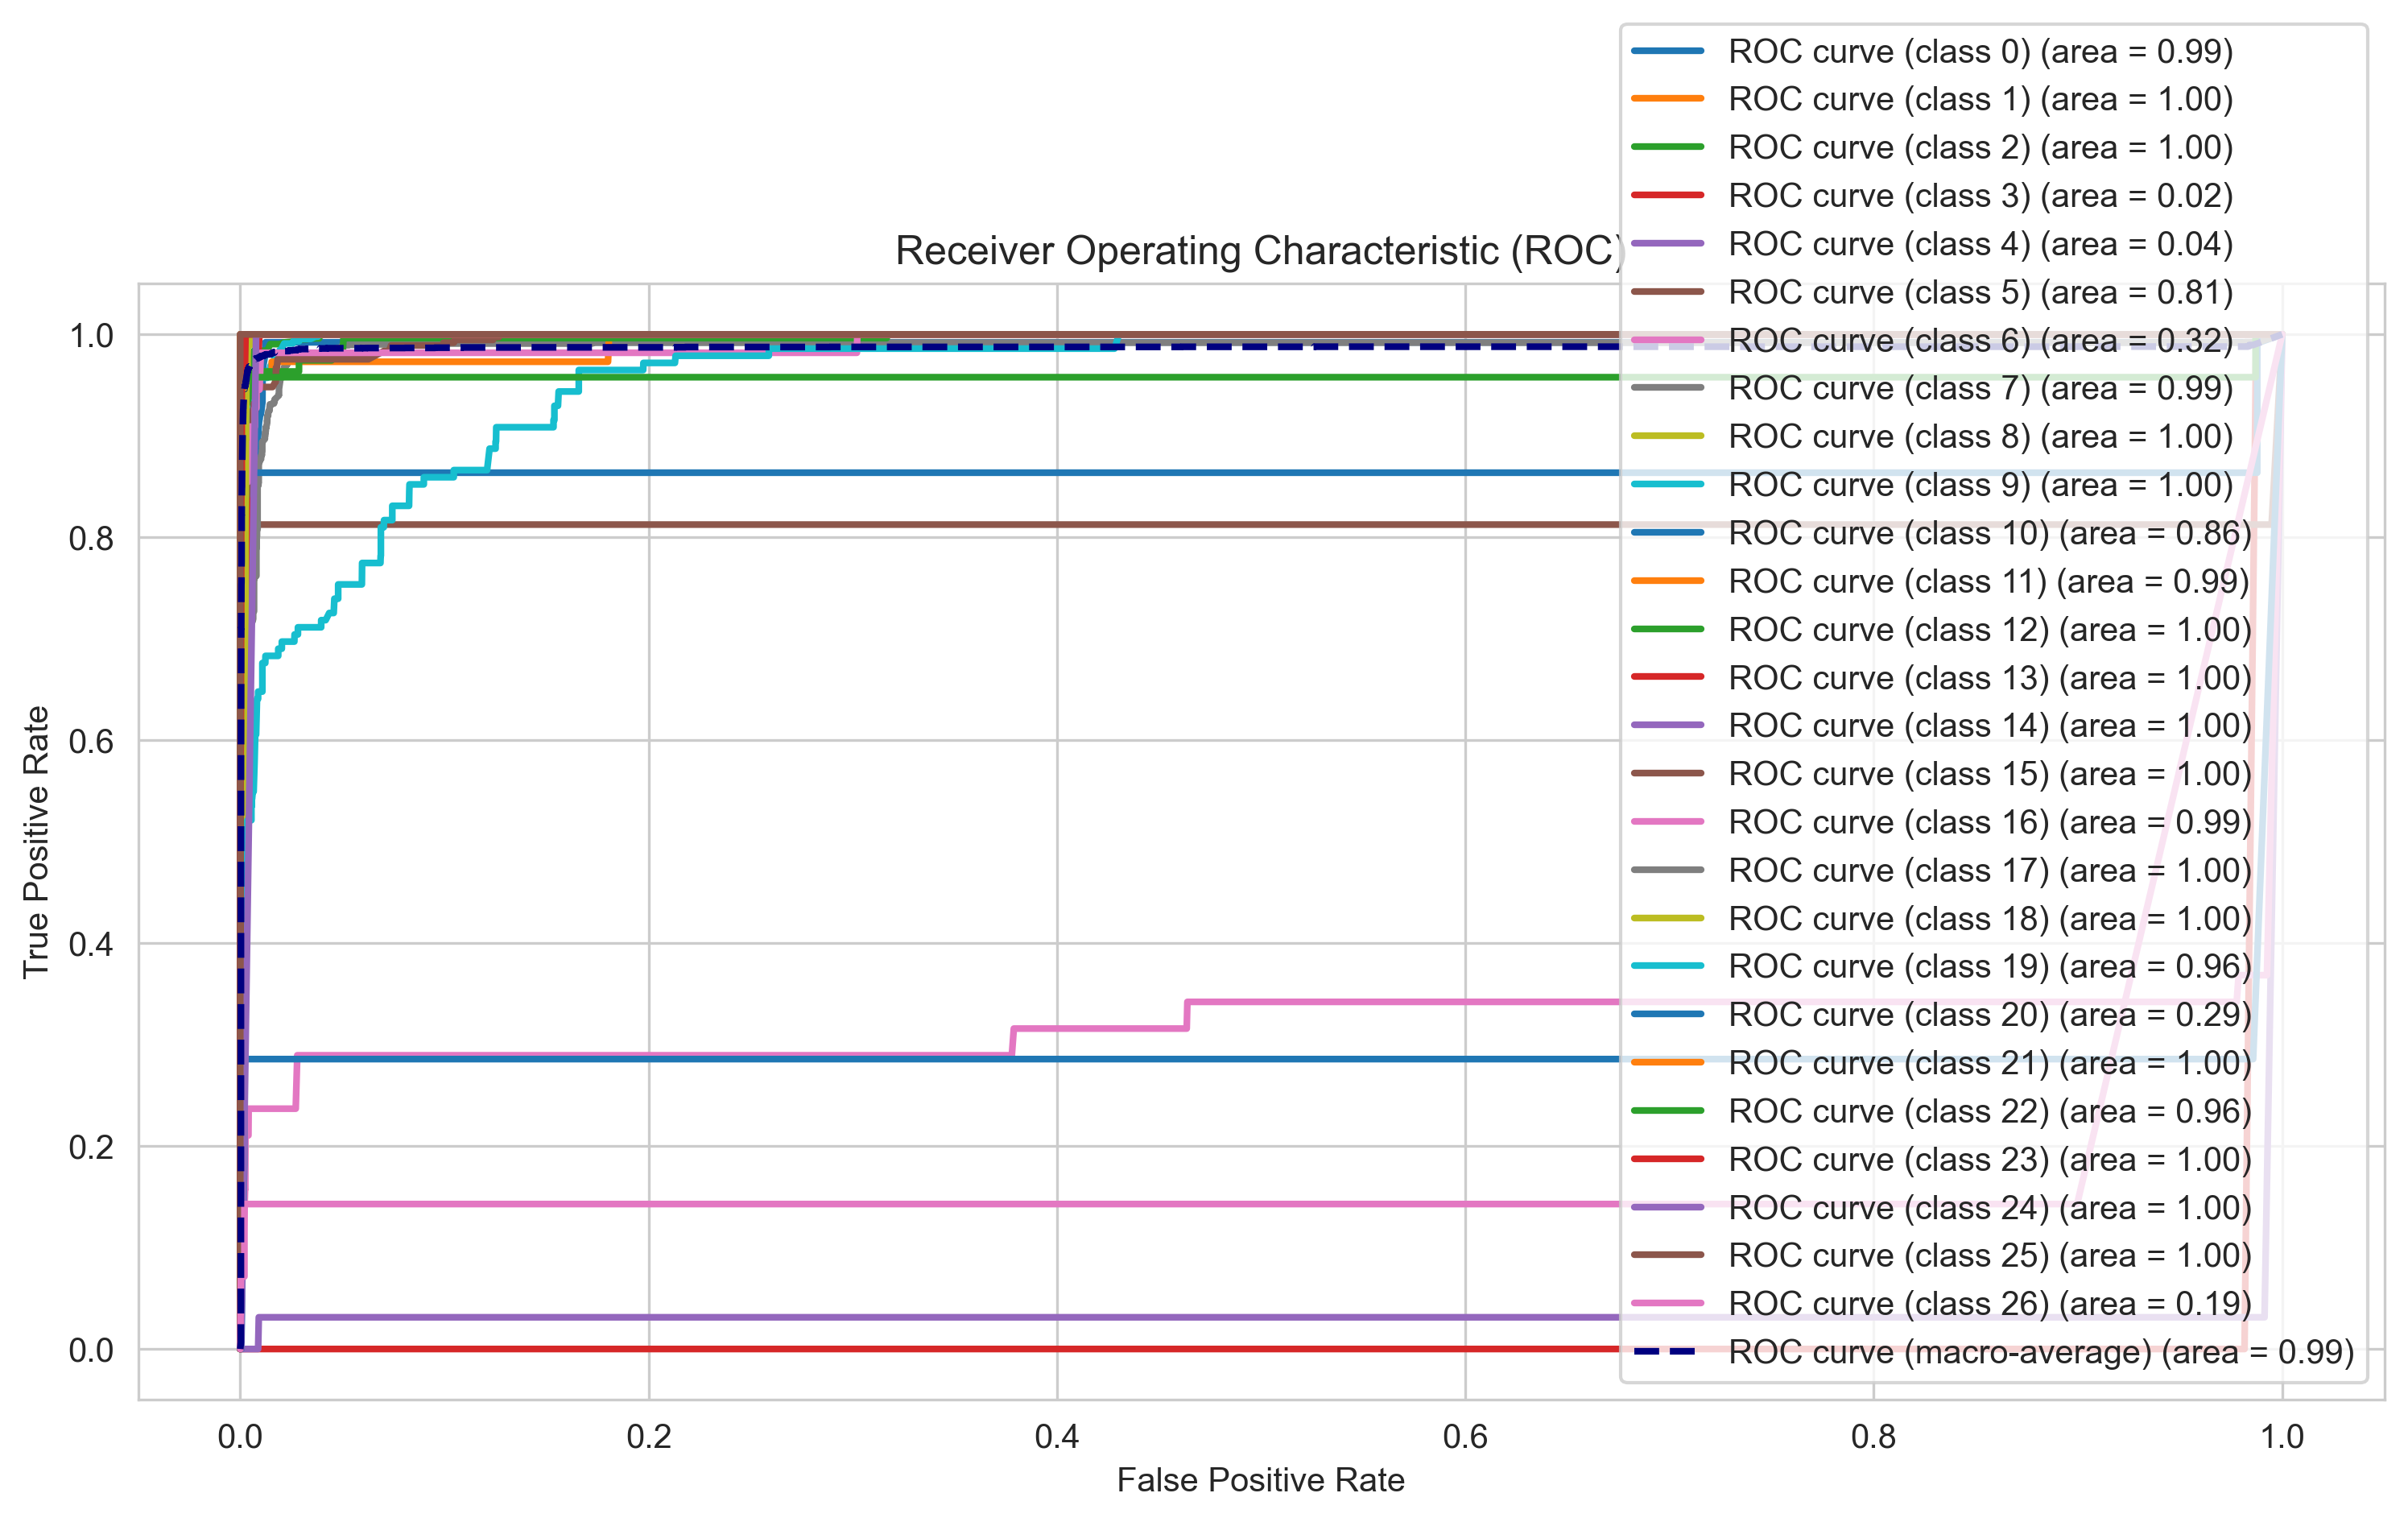 Receiver Operating Characteristic (ROC)
ROC curve (class 0) (area = 0.99)
ROC curve (class 1) (area = 1.00)
ROC curve (class 2) (area = 1.00)
ROC curve (class 3) (area = 0.02)
ROC curve (class 4) (area = 0.04)
ROC curve (class 5) (area = 0.81)
ROC curve (class 6) (area = 0.32)
ROC curve (class 7) (area = 0.99)
ROC curve (class 8) (area = 1.00)
ROC curve (class 9) (area = 1.00)
ROC curve (class 10) (area = 0.86)
ROC curve (class 11) (area = 0.99)
ROC curve (class 12) (area = 1.00)
ROC curve (class 13) (area = 1.00)
ROC curve (class 14) (area = 1.00)
ROC curve (class 15) (area = 1.00)
ROC curve (class 16) (area = 0.99)
ROC curve (class 17) (area = 1.00)
ROC curve (class 18) (area = 1.00)
ROC curve (class 19) (area = 0.96)
ROC curve (class 20) (area = 0.29)
ROC curve (class 21) (area = 1.00)
ROC curve (class 22) (area = 0.96)
ROC curve (class 23) (area = 1.00)
ROC curve (class 24) (area = 1.00)
ROC curve (class 25) (area = 1.00)
ROC curve (class 26) (area = 0.19)
ROC curve (macro-average) (area = 0.99)
True Positive Rate
1.0
0.8
0.6
0.4
0.2
0.0
0.0 0.2 0.4 0.6 0.8 1.0
False Positive Rate